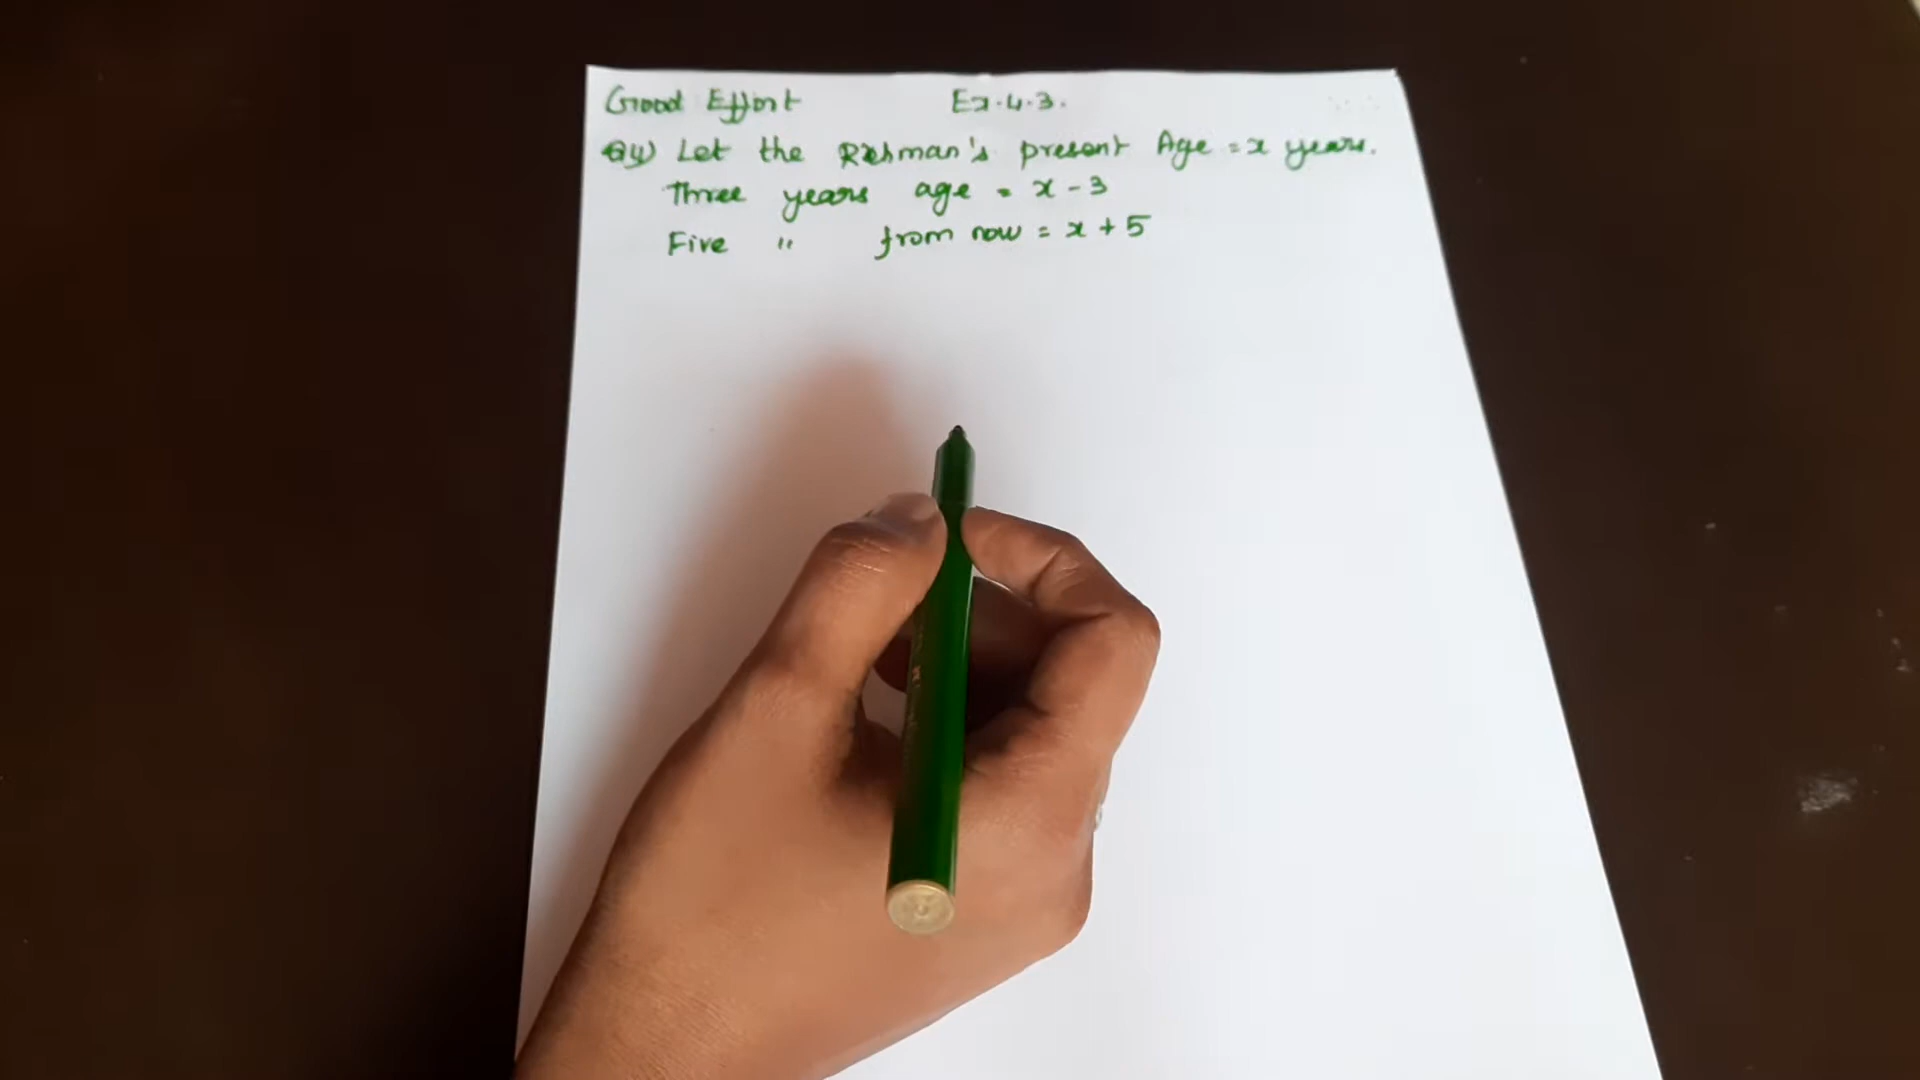 Good Effort Ex.4.3.
Q4) Let the Rehman's present Age = x years.
Three years age = x - 3
Five " from now = x + 5